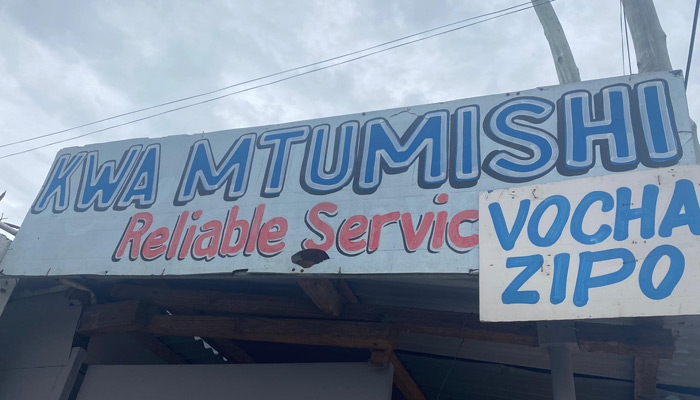 KWA MTUMISHI
Reliable Servic
VOCHA
ZIPO